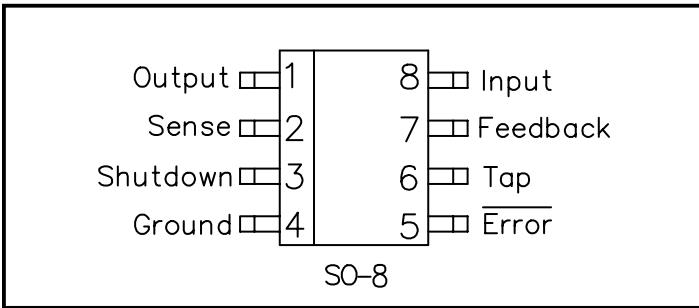 Output 1 8 Input
Sense 2 7 Feedback
Shutdown 3 6 Tap
Ground 4 5 Error
SO-8